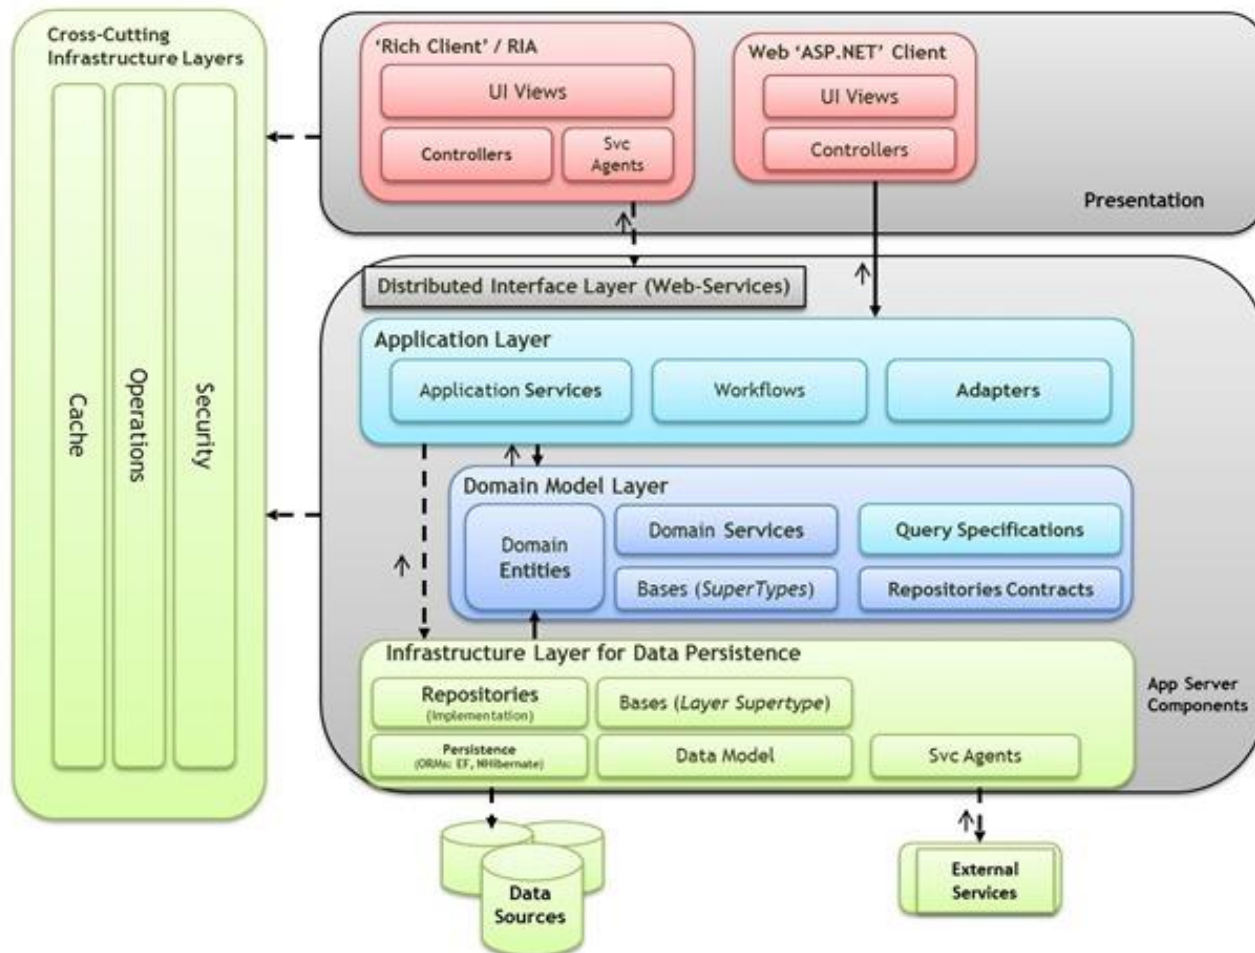 Cross-Cutting
Infrastructure Layers
Cache
Operations
Security
'Rich Client' / RIA
UI Views
Controllers
Svc
Agents
Web 'ASP.NET' Client
UI Views
Controllers
Presentation
Distributed Interface Layer (Web-Services)
Application Layer
Application Services
Workflows
Adapters
Domain Model Layer
Domain
Entities
Domain Services
Query Specifications
Bases (SuperTypes)
Repositories Contracts
Infrastructure Layer for Data Persistence
Repositories
(Implementation)
Bases (Layer Supertype)
Persistence
(ORMs: EF, NHibernate)
Data Model
Svc Agents
App Server
Components
Data
Sources
External
Services